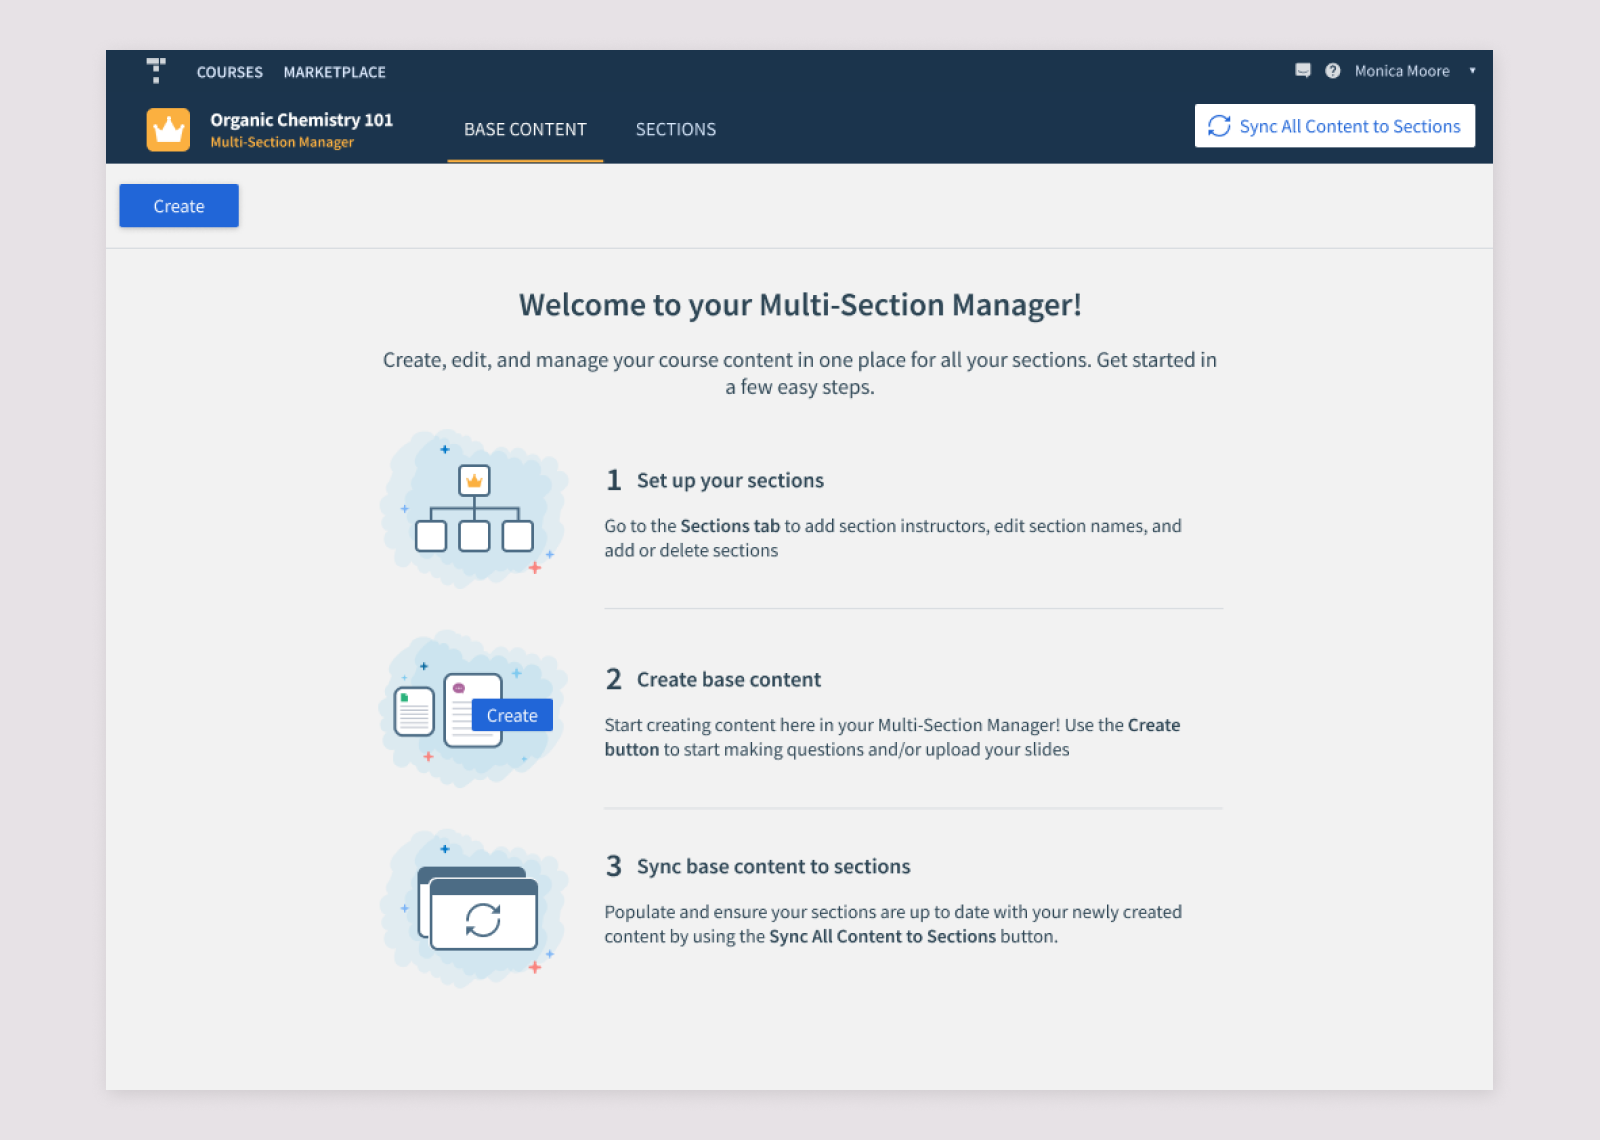 COURSES MARKETPLACE
Monica Moore
Organic Chemistry 101
Multi-Section Manager
BASE CONTENT
SECTIONS
Sync All Content to Sections
Create
Welcome to your Multi-Section Manager!
Create, edit, and manage your course content in one place for all your sections. Get started in
a few easy steps.
1 Set up your sections
Go to the Sections tab to add section instructors, edit section names, and
add or delete sections
2 Create base content
Create
Start creating content here in your Multi-Section Manager! Use the Create
button to start making questions and/or upload your slides
3 Sync base content to sections
Populate and ensure your sections are up to date with your newly created
content by using the Sync All Content to Sections button.